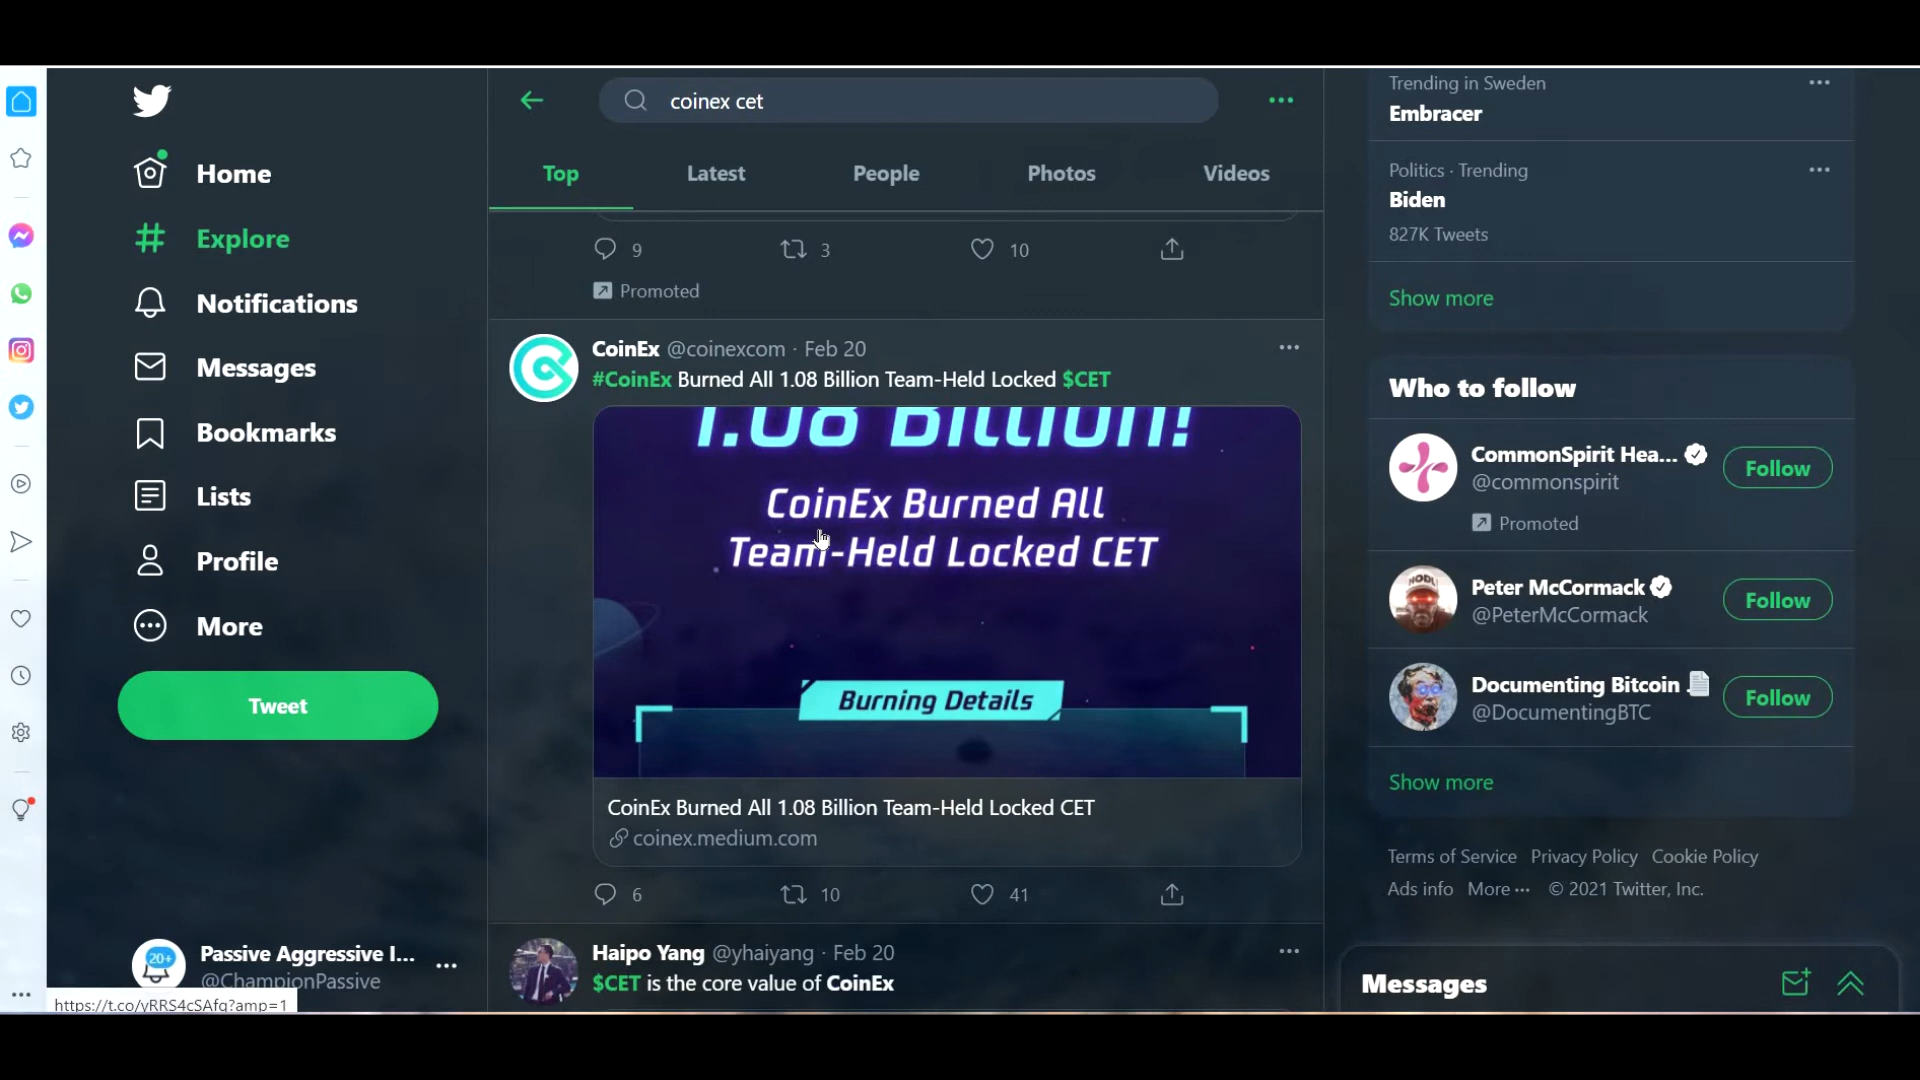 Home
Explore
Notifications
Messages
Bookmarks
Lists
Profile
More
Tweet
20+
Passive Aggressive I...
@ChampionPassive
https://t.co/yRRS4cSAfq?amp=1
coinex cet
Top
Latest
People
Photos
Videos
9
3
10
Promoted
CoinEx @coinexcom · Feb 20
#CoinEx Burned All 1.08 Billion Team-Held Locked $CET
1.08 Billion!
CoinEx Burned All
Team-Held Locked CET
Burning Details
CoinEx Burned All 1.08 Billion Team-Held Locked CET
coinex.medium.com
6
10
41
Haipo Yang @yhaiyang · Feb 20
$CET is the core value of CoinEx
Trending in Sweden
Embracer
Politics · Trending
Biden
827K Tweets
Show more
Who to follow
CommonSpirit Hea...
@commonspirit
Follow
Promoted
Peter McCormack
@PeterMcCormack
Follow
HODL
Documenting Bitcoin
@DocumentingBTC
Follow
Show more
Terms of Service Privacy Policy Cookie Policy
Ads info More ··· © 2021 Twitter, Inc.
Messages